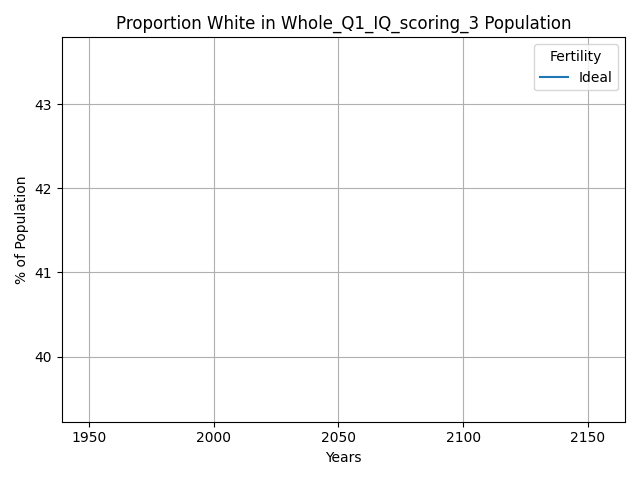 Proportion White in Whole_Q1_IQ_scoring_3 Population
Fertility
Ideal
43
42
41
40
% of Population
1950 2000 2050 2100 2150
Years